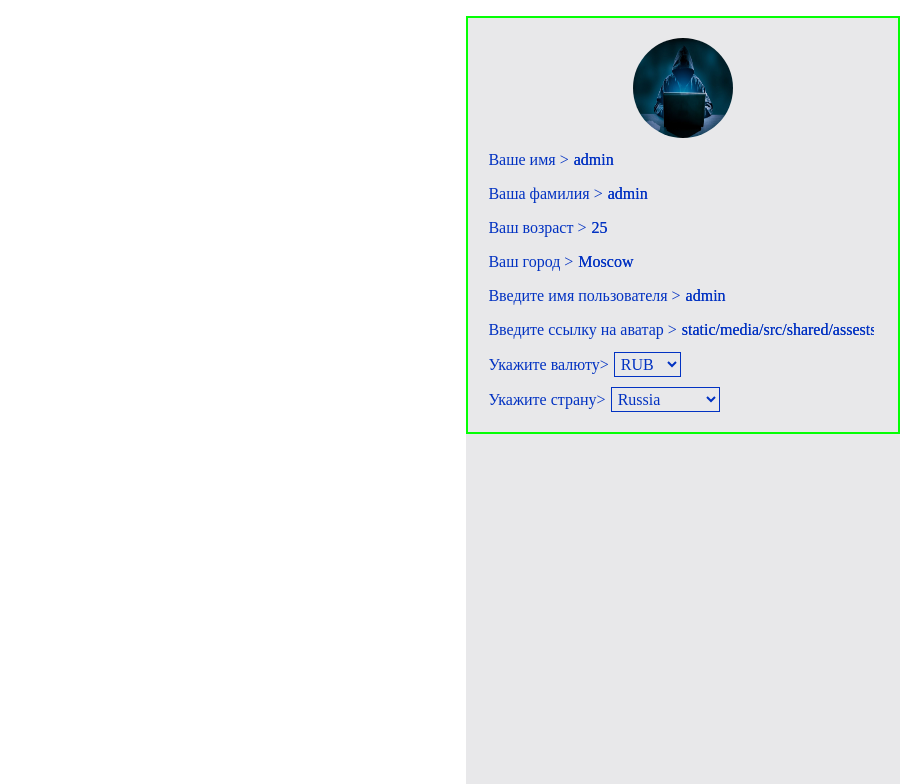 Ваше имя > admin
Ваша фамилия > admin
Ваш возраст > 25
Ваш город > Moscow
Введите имя пользователя > admin
Введите ссылку на аватар > static/media/src/shared/assests
Укажите валюту> RUB
Укажите страну> Russia